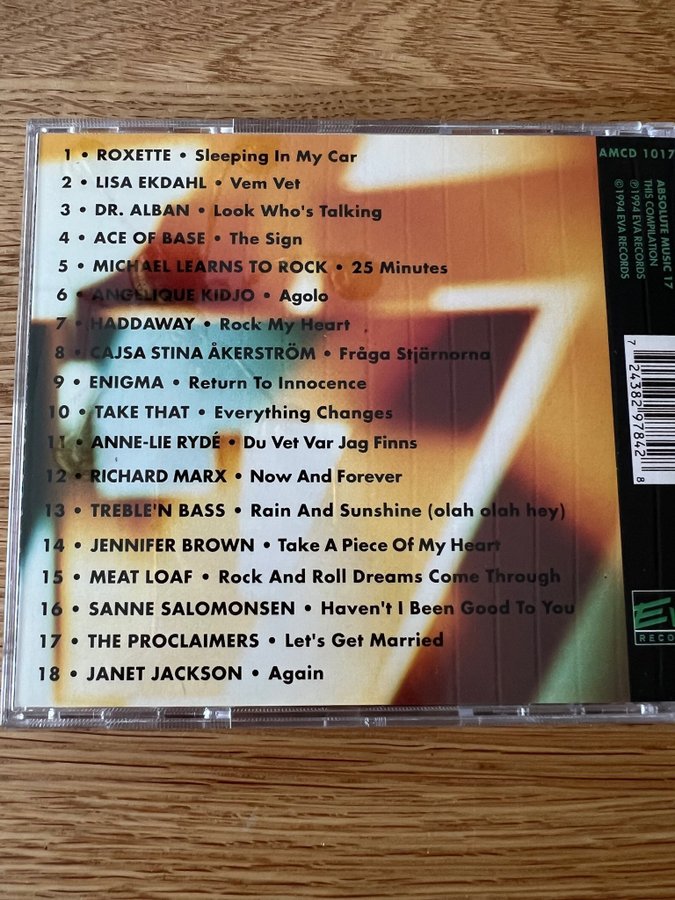 1 • ROXETTE • Sleeping In My Car
2 • LISA EKDAHL • Vem Vet
3 • DR. ALBAN • Look Who's Talking
4 • ACE OF BASE • The Sign
5 • MICHAEL LEARNS TO ROCK • 25 Minutes
6 • ANGELIQUE KIDJO • Agolo
7 • HADDAWAY • Rock My Heart
8 • CAJSA STINA ÅKERSTRÖM • Fråga Stjärnorna
9 • ENIGMA • Return To Innocence
10 • TAKE THAT • Everything Changes
11 • ANNE-LIE RYDÉ • Du Vet Var Jag Finns
12 • RICHARD MARX • Now And Forever
13 • TREBLE'N BASS • Rain And Sunshine (olah olah hey)
14 • JENNIFER BROWN • Take A Piece Of My Heart
15 • MEAT LOAF • Rock And Roll Dreams Come Through
16 • SANNE SALOMONSEN • Haven't I Been Good To You
17 • THE PROCLAIMERS • Let's Get Married
18 • JANET JACKSON • Again
AMCD 1017
ABSOLUTE MUSIC 17
THIS COMPILATION
℗ 1994 EVA RECORDS
© 1994 EVA RECORDS
7 24382 97842 8